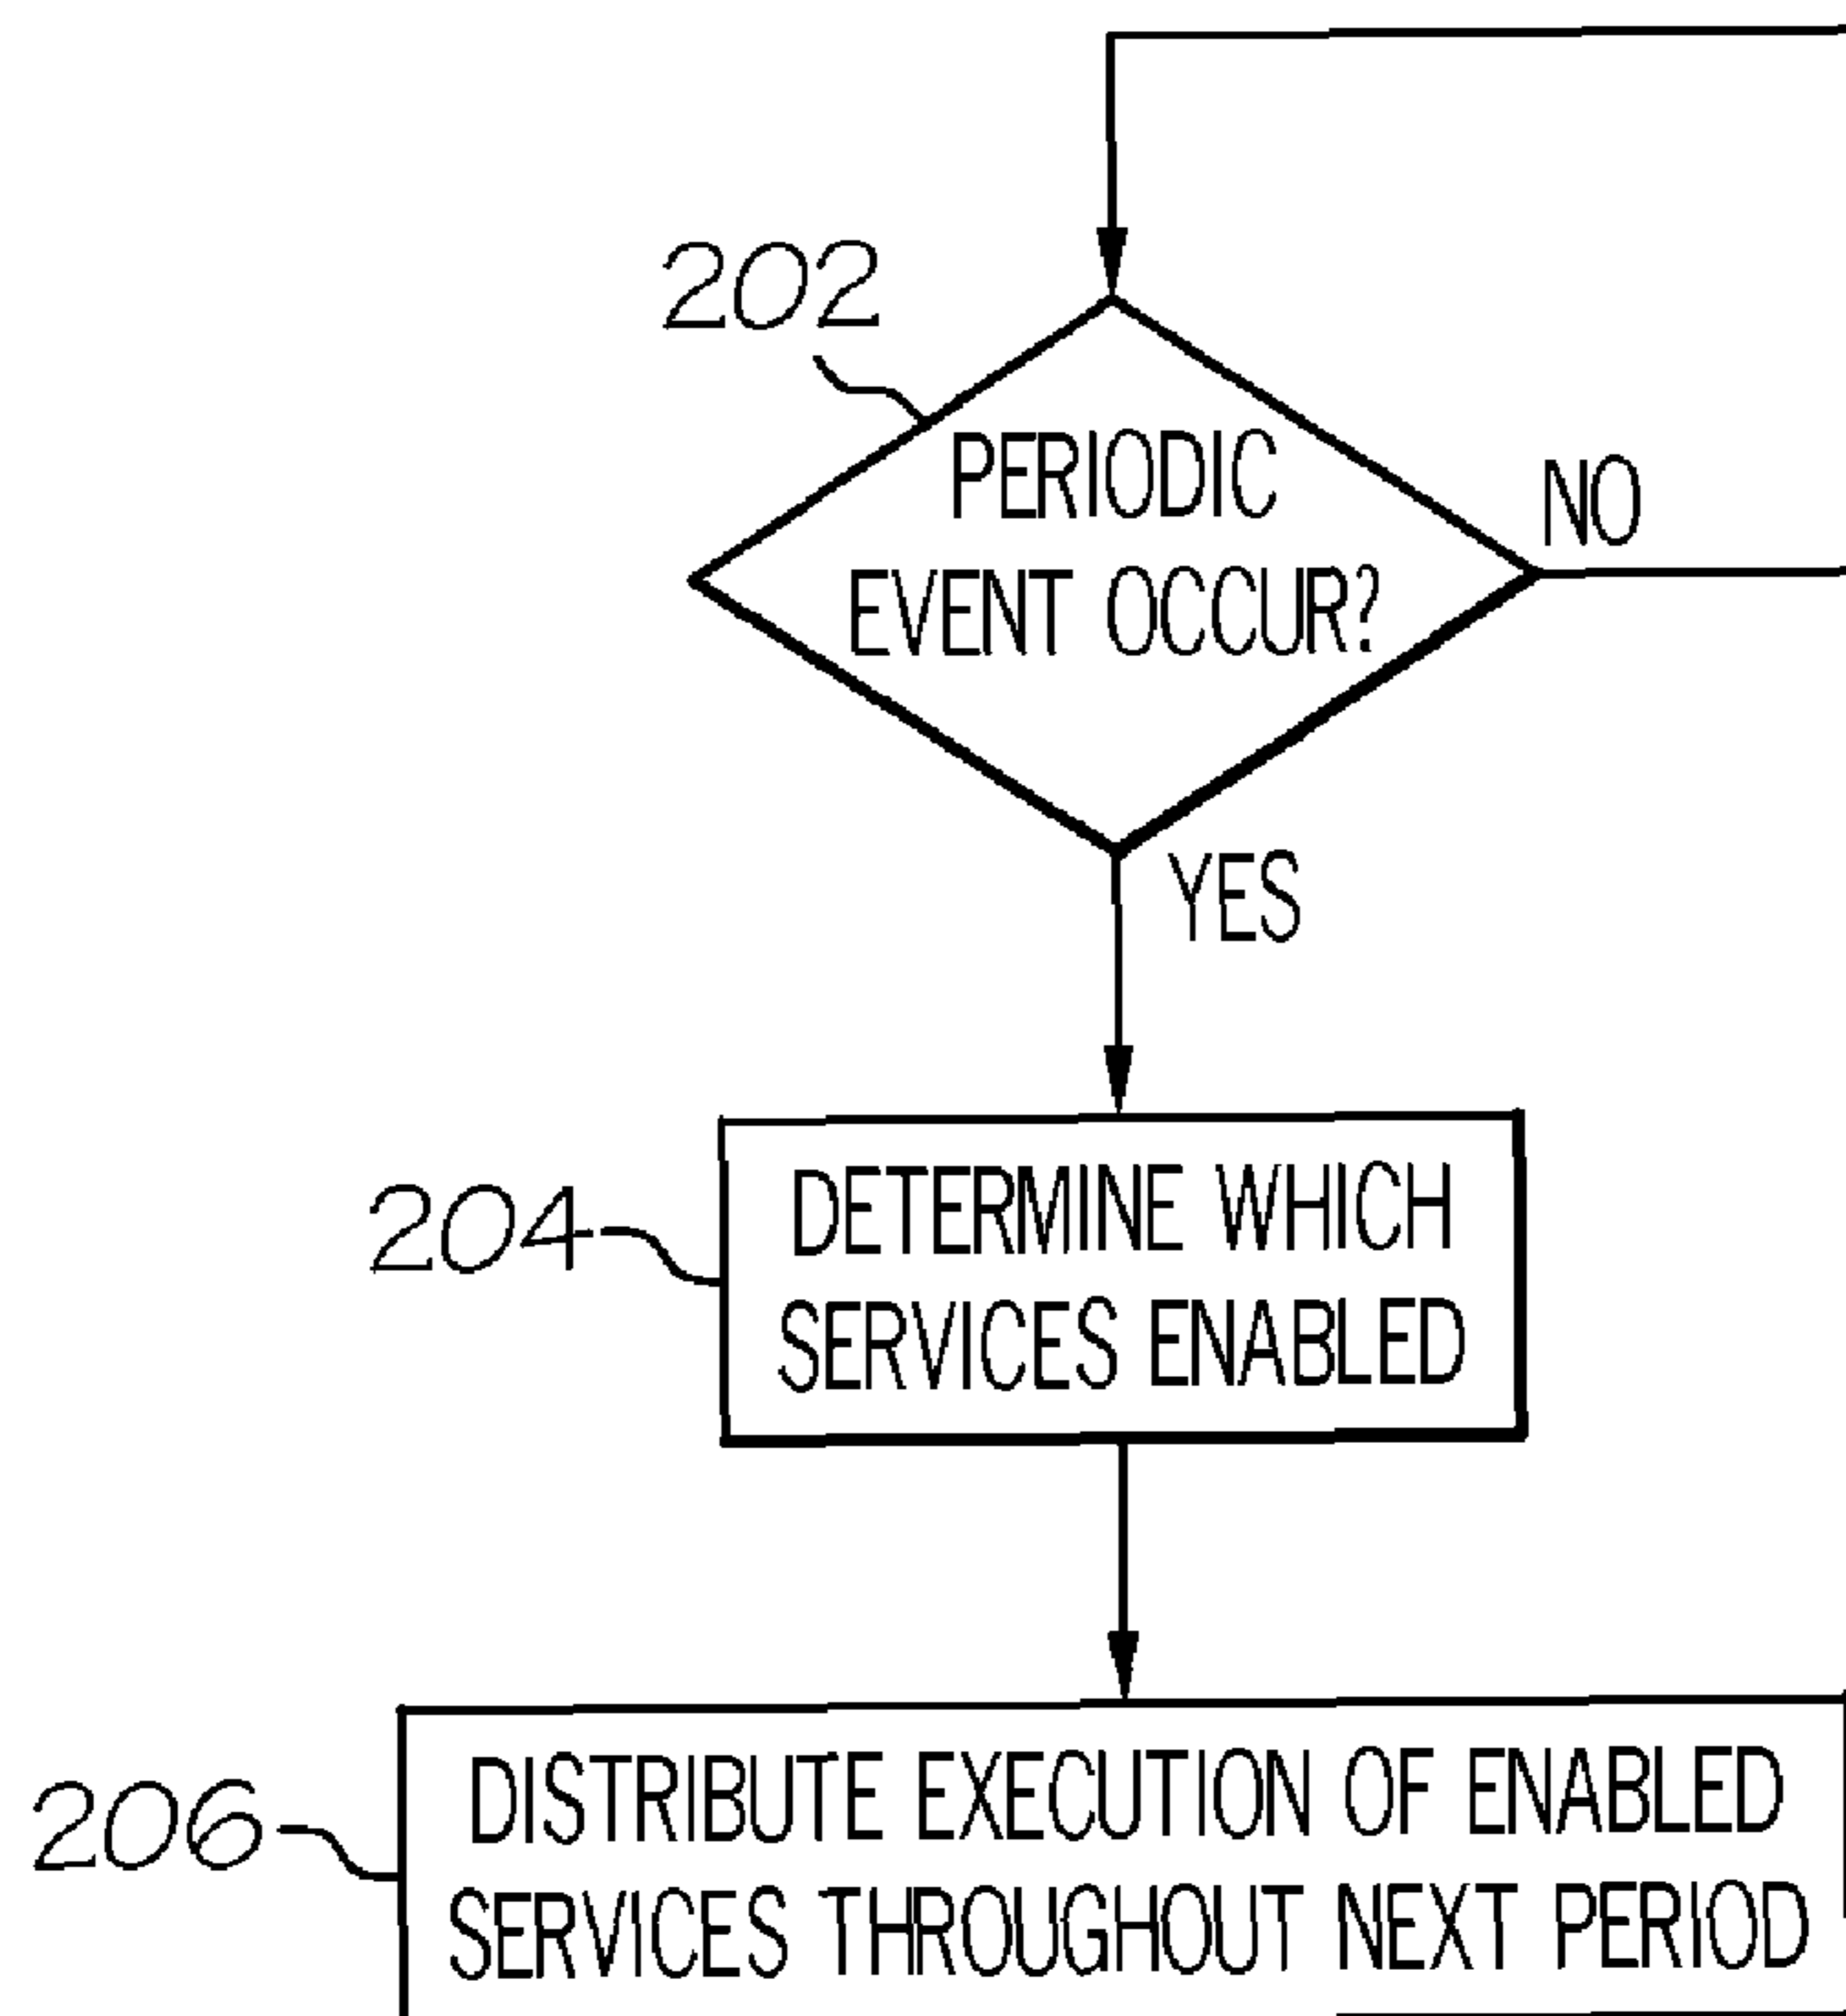 202
PERIODIC
EVENT OCCUR?
NO
YES
204
DETERMINE WHICH
SERVICES ENABLED
206
DISTRIBUTE EXECUTION OF ENABLED
SERVICES THROUGHOUT NEXT PERIOD